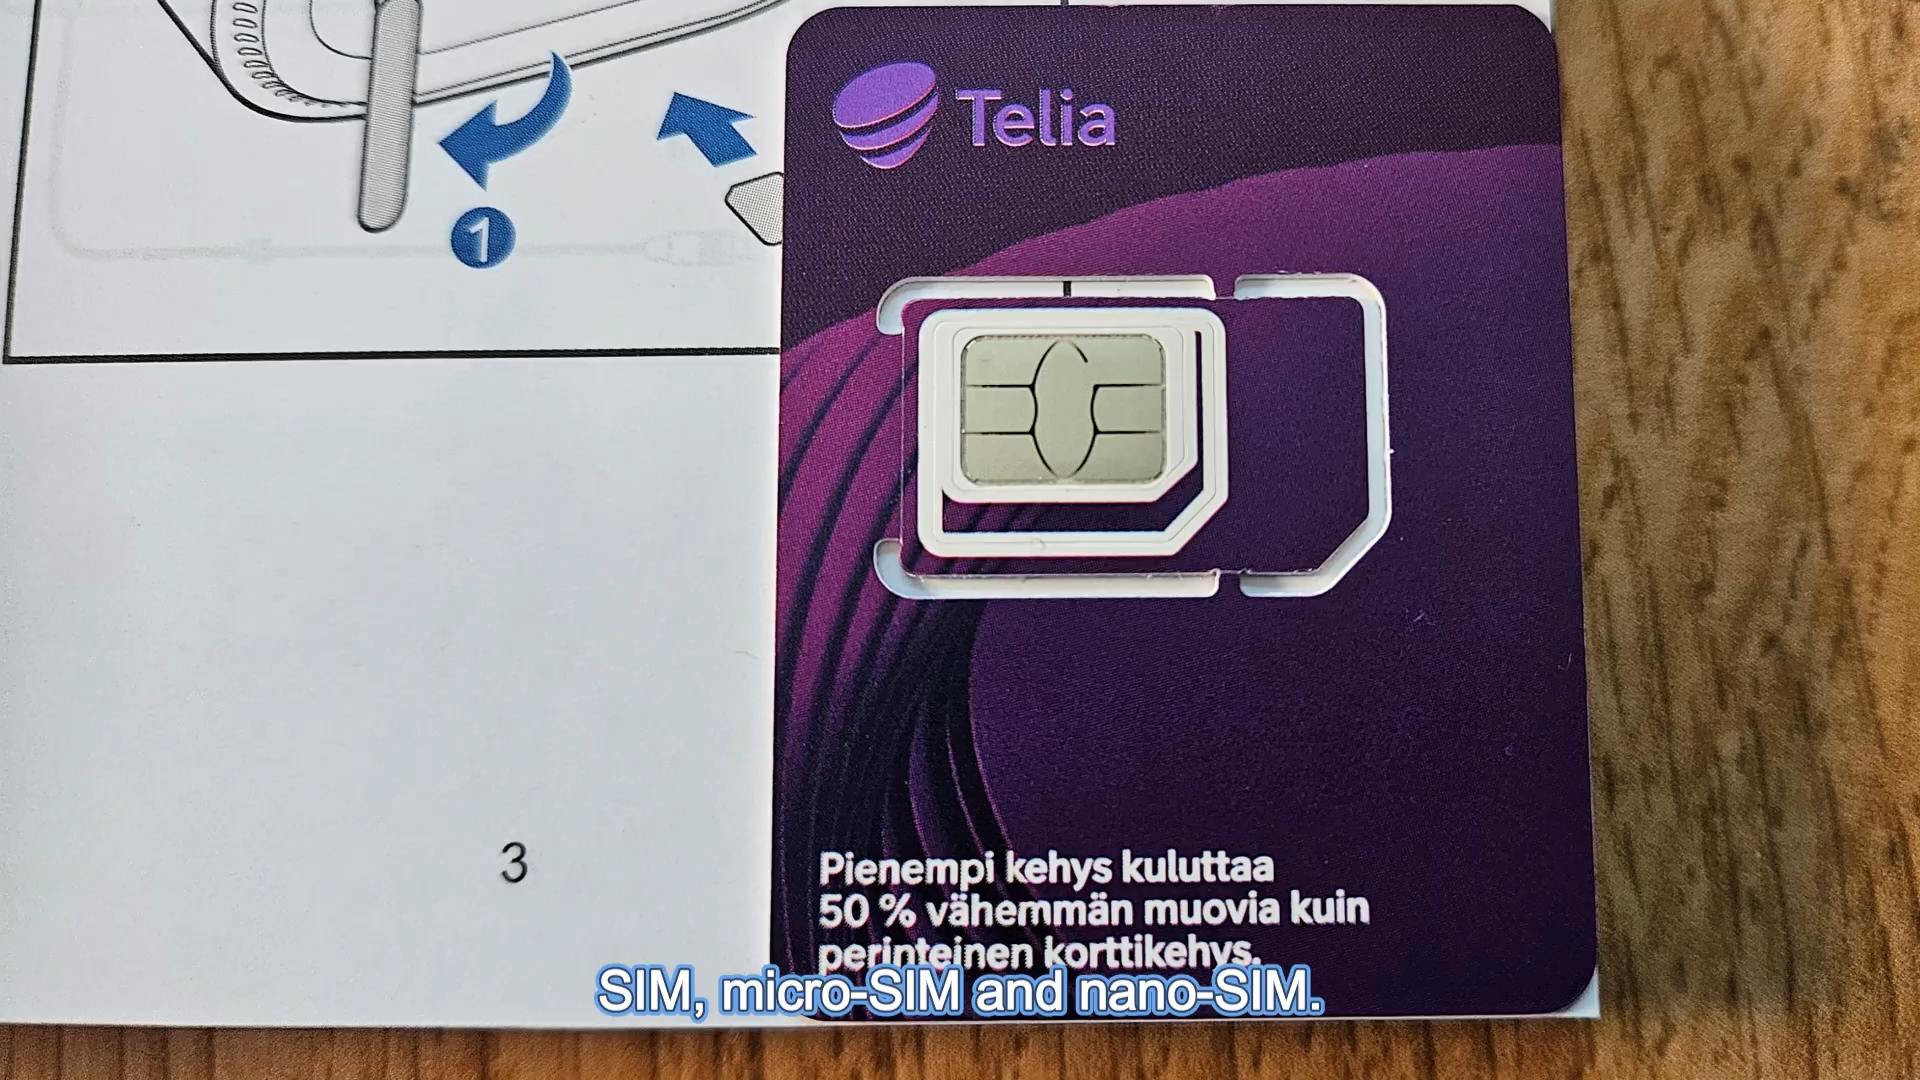 Telia
1
3
Pienempi kehys kuluttaa
50 % vähemmän muovia kuin
perinteinen korttikehys.
SIM, micro-SIM and nano-SIM.